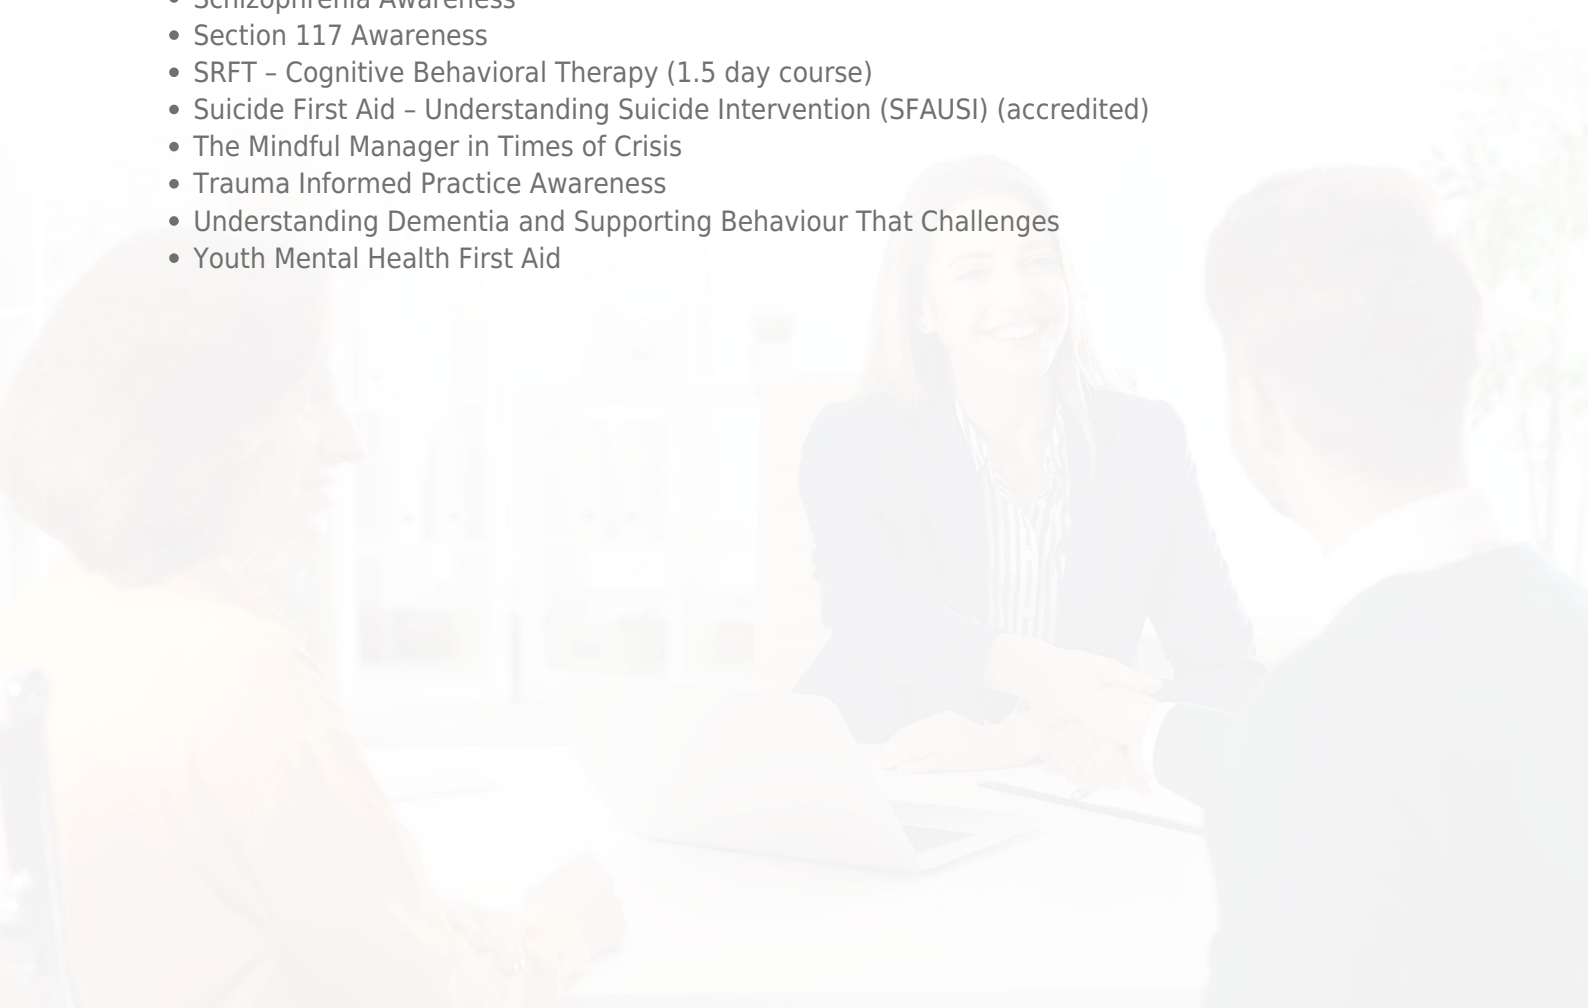 • Schizophrenia Awareness
• Section 117 Awareness
• SRFT – Cognitive Behavioral Therapy (1.5 day course)
• Suicide First Aid – Understanding Suicide Intervention (SFAUSI) (accredited)
• The Mindful Manager in Times of Crisis
• Trauma Informed Practice Awareness
• Understanding Dementia and Supporting Behaviour That Challenges
• Youth Mental Health First Aid